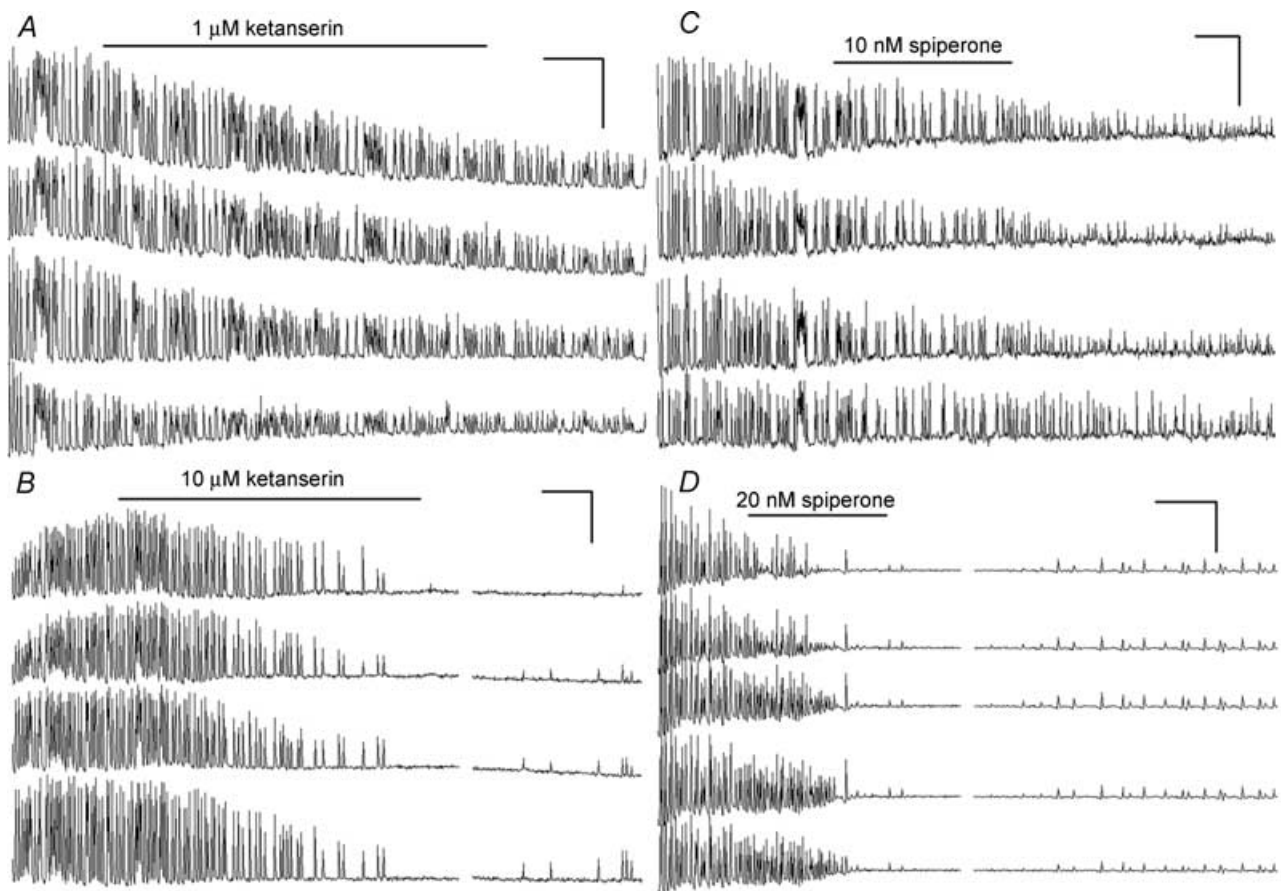 A
1 μM ketanserin
C
10 nM spiperone
B
10 μM ketanserin
D
20 nM spiperone